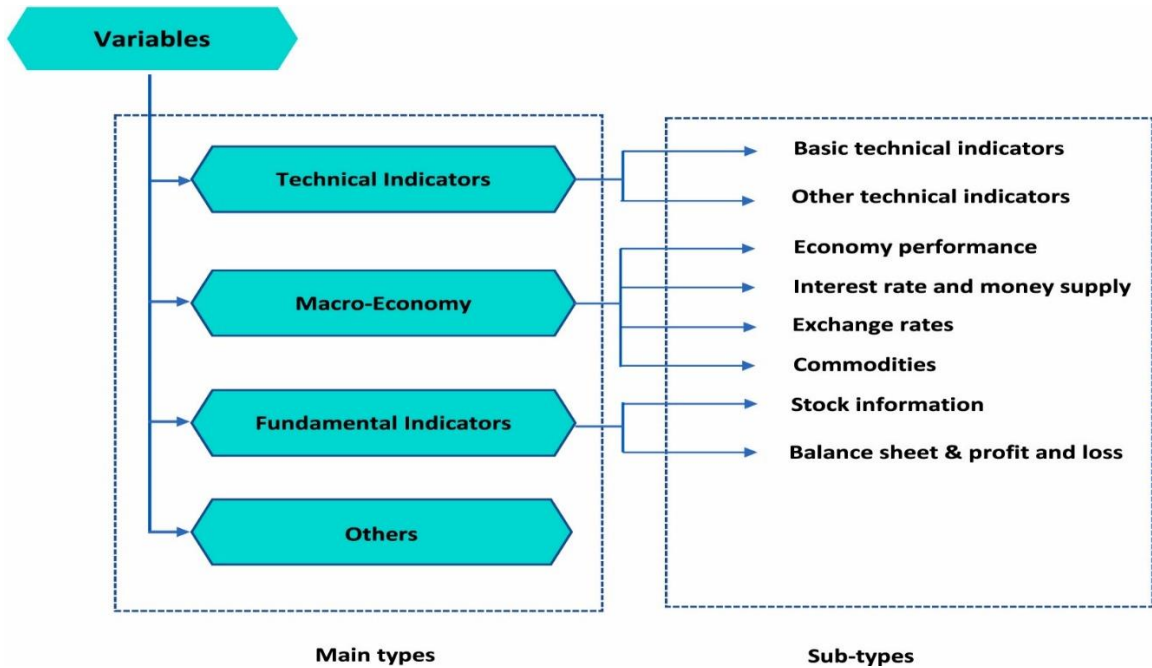 Variables
Technical Indicators
Macro-Economy
Fundamental Indicators
Others
Basic technical indicators
Other technical indicators
Economy performance
Interest rate and money supply
Exchange rates
Commodities
Stock information
Balance sheet & profit and loss
Main types
Sub-types